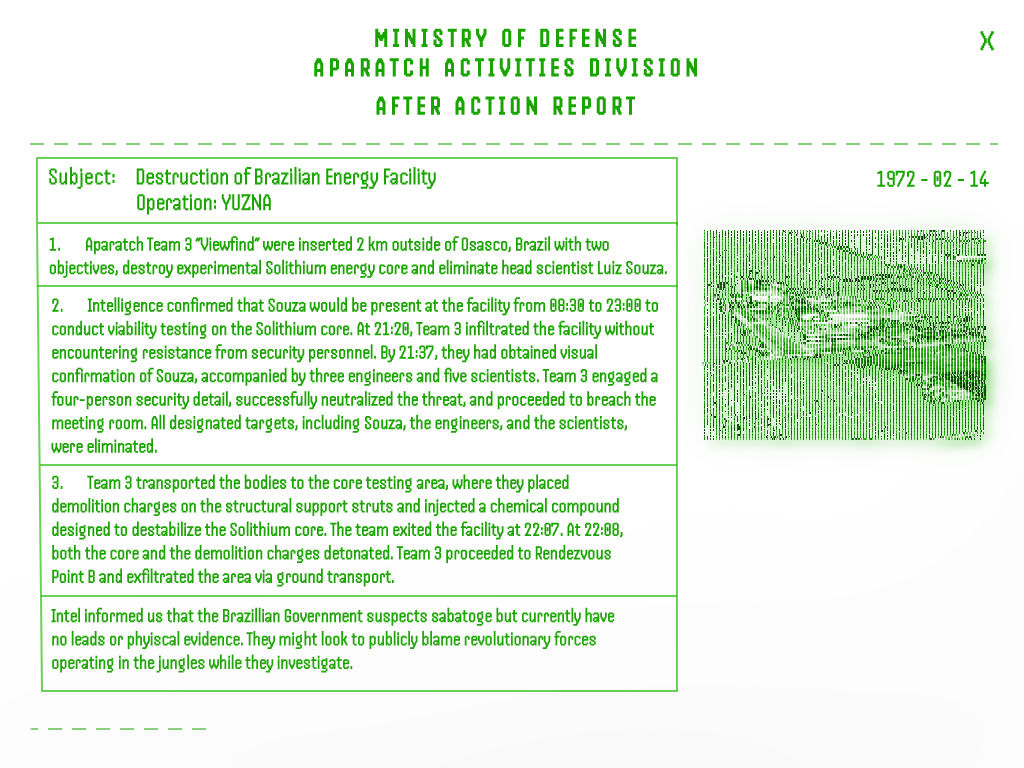 MINISTRY OF DEFENSE
APARATCH ACTIVITIES DIVISION
AFTER ACTION REPORT
X
Subject: Destruction of Brazilian Energy Facility
Operation: YUZNA
1972 - 02 - 14
1. Aparatch Team 3 "Viewfind" were inserted 2 km outside of Osasco, Brazil with two
objectives, destroy experimental Solithium energy core and eliminate head scientist Luiz Souza.
2. Intelligence confirmed that Souza would be present at the facility from 08:30 to 23:00 to
conduct viability testing on the Solithium core. At 21:20, Team 3 infiltrated the facility without
encountering resistance from security personnel. By 21:37, they had obtained visual
confirmation of Souza, accompanied by three engineers and five scientists. Team 3 engaged a
four-person security detail, successfully neutralized the threat, and proceeded to breach the
meeting room. All designated targets, including Souza, the engineers, and the scientists,
were eliminated.
3. Team 3 transported the bodies to the core testing area, where they placed
demolition charges on the structural support struts and injected a chemical compound
designed to destabilize the Solithium core. The team exited the facility at 22:07. At 22:08,
both the core and the demolition charges detonated. Team 3 proceeded to Rendezvous
Point B and exfiltrated the area via ground transport.
Intel informed us that the Brazillian Government suspects sabatoge but currently have
no leads or phyiscal evidence. They might look to publicly blame revolutionary forces
operating in the jungles while they investigate.